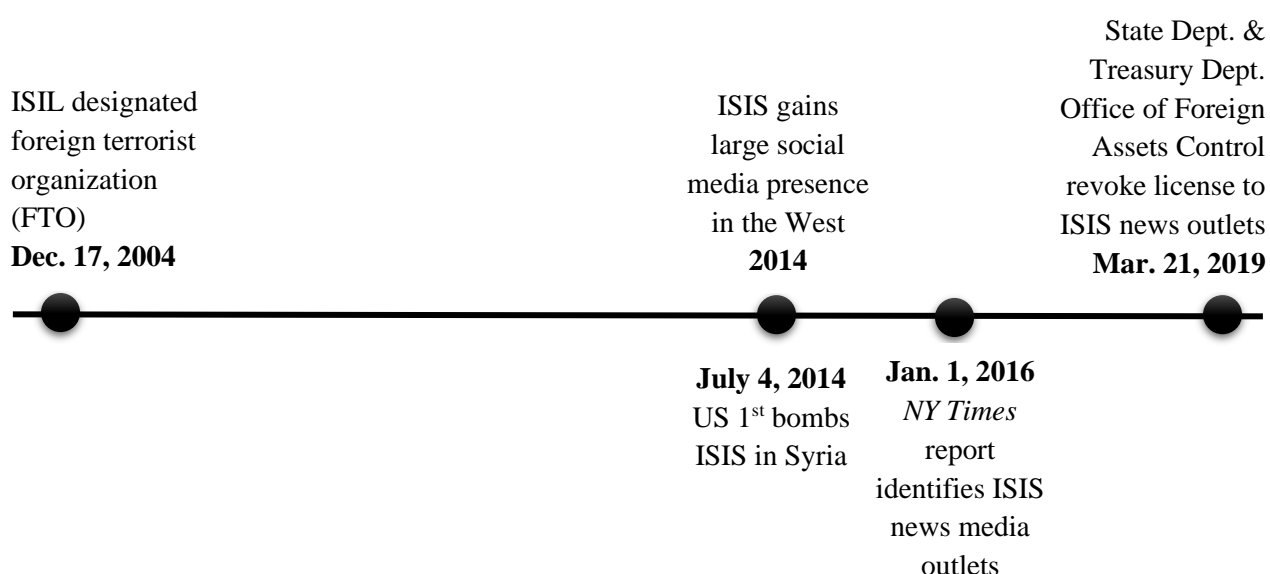 ISIL designated
foreign terrorist
organization
(FTO)
Dec. 17, 2004
ISIS gains
large social
media presence
in the West
2014
State Dept. &
Treasury Dept.
Office of Foreign
Assets Control
revoke license to
ISIS news outlets
Mar. 21, 2019
July 4, 2014
US 1st bombs
ISIS in Syria
Jan. 1, 2016
NY Times
report
identifies ISIS
news media
outlets